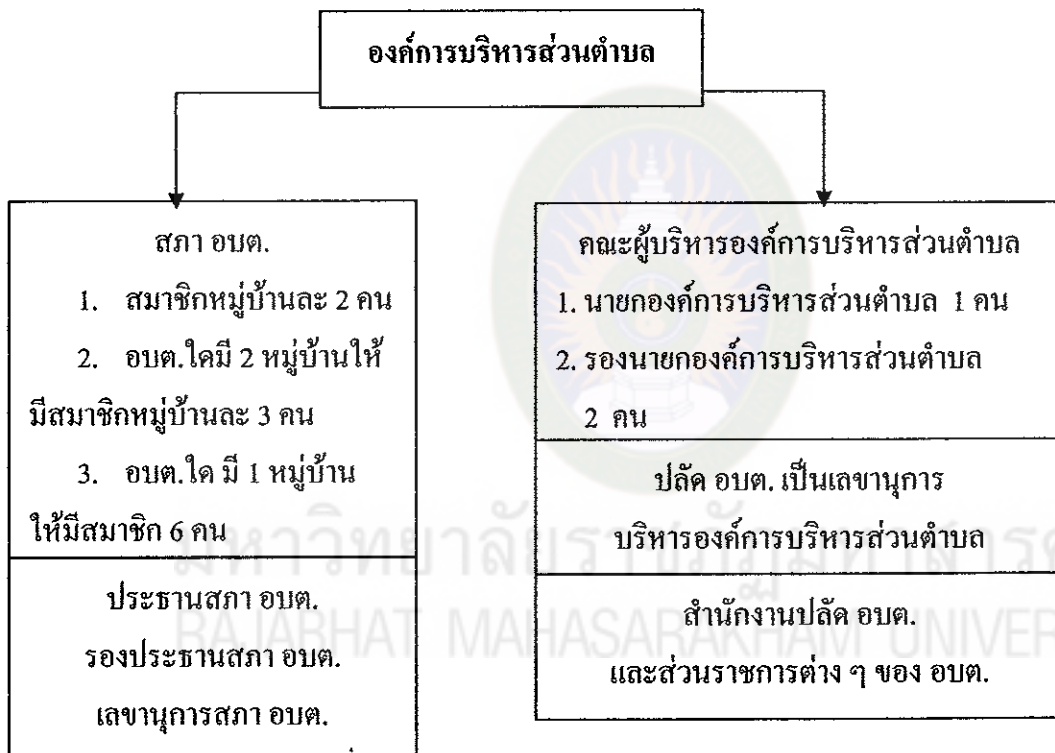 องค์การบริหารส่วนตำบล
สภา อบต.
1. สมาชิกหมู่บ้านละ 2 คน
2. อบต.ใดมี 2 หมู่บ้านให้
มีสมาชิกหมู่บ้านละ 3 คน
3. อบต.ใด มี 1 หมู่บ้าน
ให้มีสมาชิก 6 คน
ประธานสภา อบต.
รองประธานสภา อบต.
เลขานุการสภา อบต.
คณะผู้บริหารองค์การบริหารส่วนตำบล
1. นายกองค์การบริหารส่วนตำบล 1 คน
2. รองนายกองค์การบริหารส่วนตำบล
2 คน
ปลัด อบต. เป็นเลขานุการ
บริหารองค์การบริหารส่วนตำบล
สำนักงานปลัด อบต.
และส่วนราชการต่าง ๆ ของ อบต.
มหาวิทยาลัยราชภัฏมหาสารค
RAJABHAT MAHASARAKHAM UNIVER